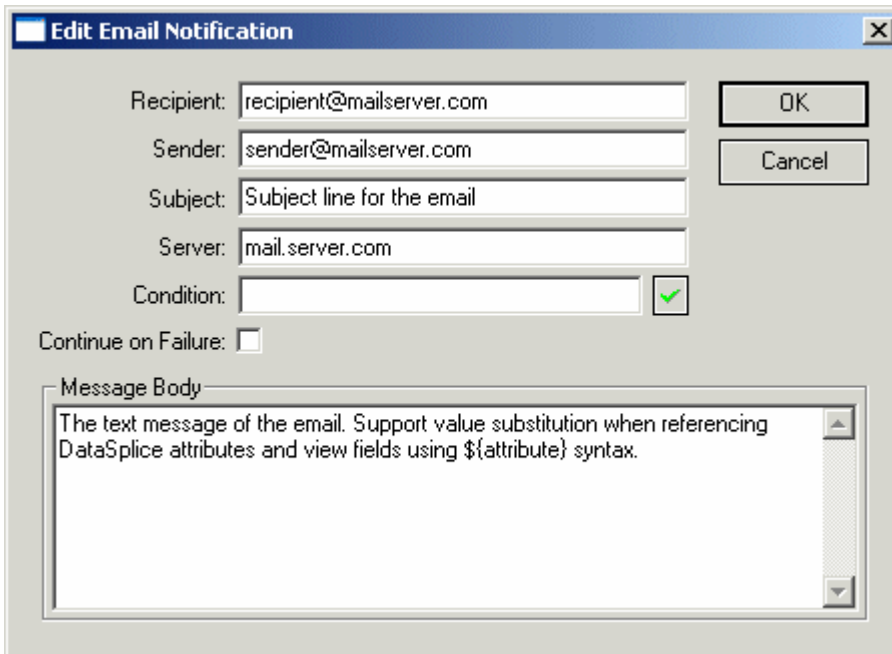 Edit Email Notification
Recipient: recipient@mailserver.com
OK
Sender: sender@mailserver.com
Cancel
Subject: Subject line for the email
Server: mail.server.com
Condition:
Continue on Failure:
Message Body
The text message of the email. Support value substitution when referencing
DataSplice attributes and view fields using ${attribute} syntax.